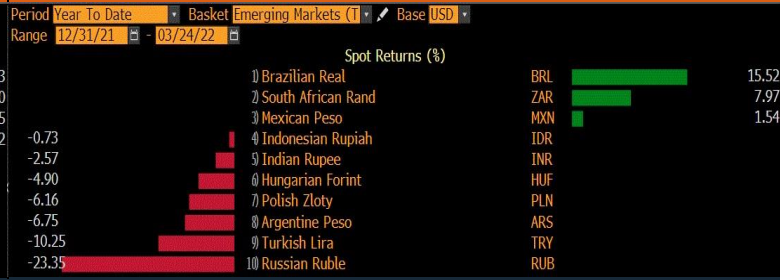 Period Year To Date Basket Emerging Markets (T Base USD
Range 12/31/21 - 03/24/22
Spot Returns (%)
1) Brazilian Real BRL 15.52
2) South African Rand ZAR 7.97
3) Mexican Peso MXN 1.54
-0.73 4) Indonesian Rupiah IDR
-2.57 5) Indian Rupee INR
-4.90 6) Hungarian Forint HUF
-6.16 7) Polish Zloty PLN
-6.75 8) Argentine Peso ARS
-10.25 9) Turkish Lira TRY
-23.35 10) Russian Ruble RUB